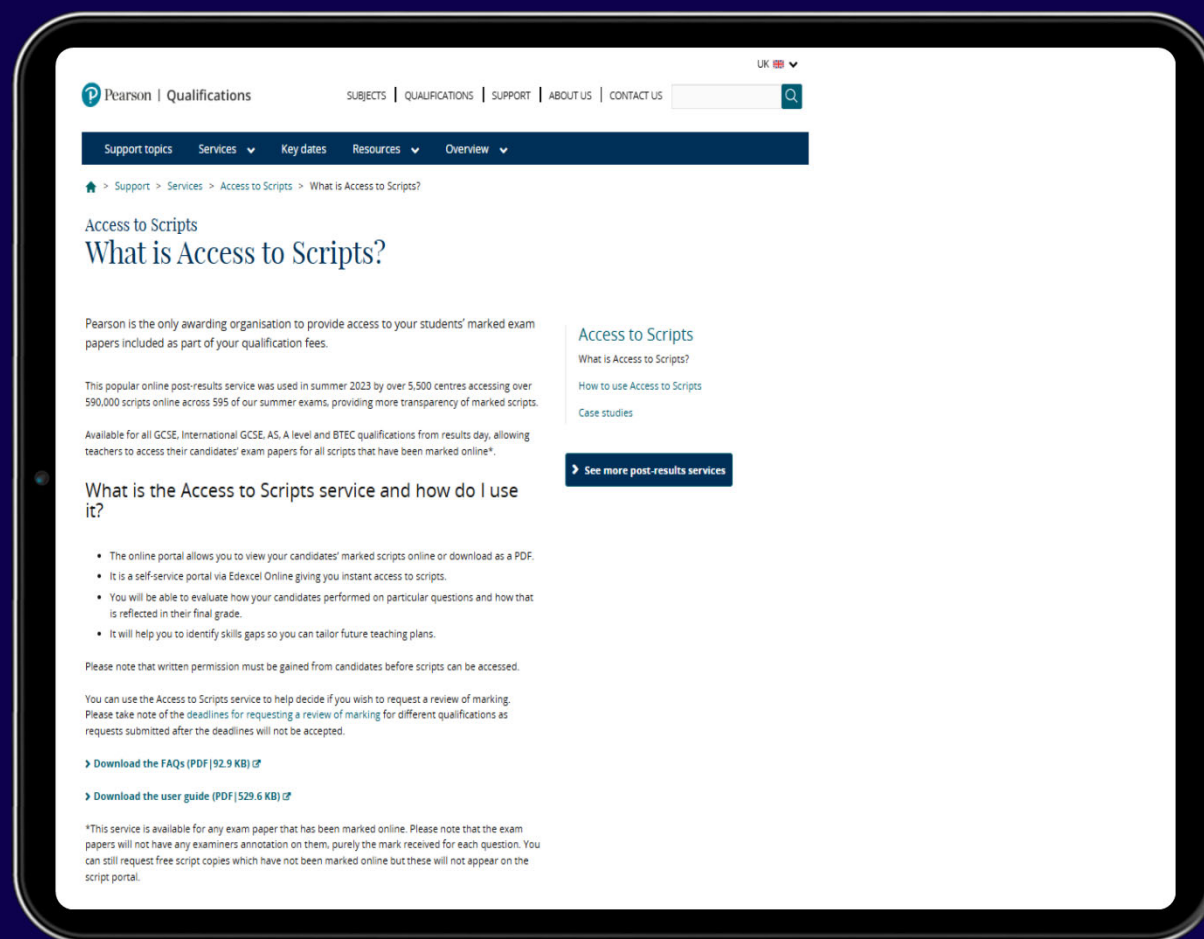 UK
Pearson | Qualifications
SUBJECTS | QUALIFICATIONS | SUPPORT | ABOUT US | CONTACT US
Support topics Services Key dates Resources Overview
> Support > Services > Access to Scripts > What is Access to Scripts?
Access to Scripts
What is Access to Scripts?
Pearson is the only awarding organisation to provide access to your students' marked exam
papers included as part of your qualification fees.
This popular online post-results service was used in summer 2023 by over 5,500 centres accessing over
590,000 scripts online across 595 of our summer exams, providing more transparency of marked scripts.
Available for all GCSE, International GCSE, AS, A level and BTEC qualifications from results day, allowing
teachers to access their candidates' exam papers for all scripts that have been marked online*.
What is the Access to Scripts service and how do I use
it?
• The online portal allows you to view your candidates' marked scripts online or download as a PDF.
• It is a self-service portal via Edexcel Online giving you instant access to scripts.
• You will be able to evaluate how your candidates performed on particular questions and how that
is reflected in their final grade.
• It will help you to identify skills gaps so you can tailor future teaching plans.
Please note that written permission must be gained from candidates before scripts can be accessed.
You can use the Access to Scripts service to help decide if you wish to request a review of marking.
Please take note of the deadlines for requesting a review of marking for different qualifications as
requests submitted after the deadlines will not be accepted.
> Download the FAQs (PDF|92.9 KB)
> Download the user guide (PDF|529.6 KB)
*This service is available for any exam paper that has been marked online. Please note that the exam
papers will not have any examiners annotation on them, purely the mark received for each question. You
can still request free script copies which have not been marked online but these will not appear on the
script portal.
Access to Scripts
What is Access to Scripts?
How to use Access to Scripts
Case studies
> See more post-results services